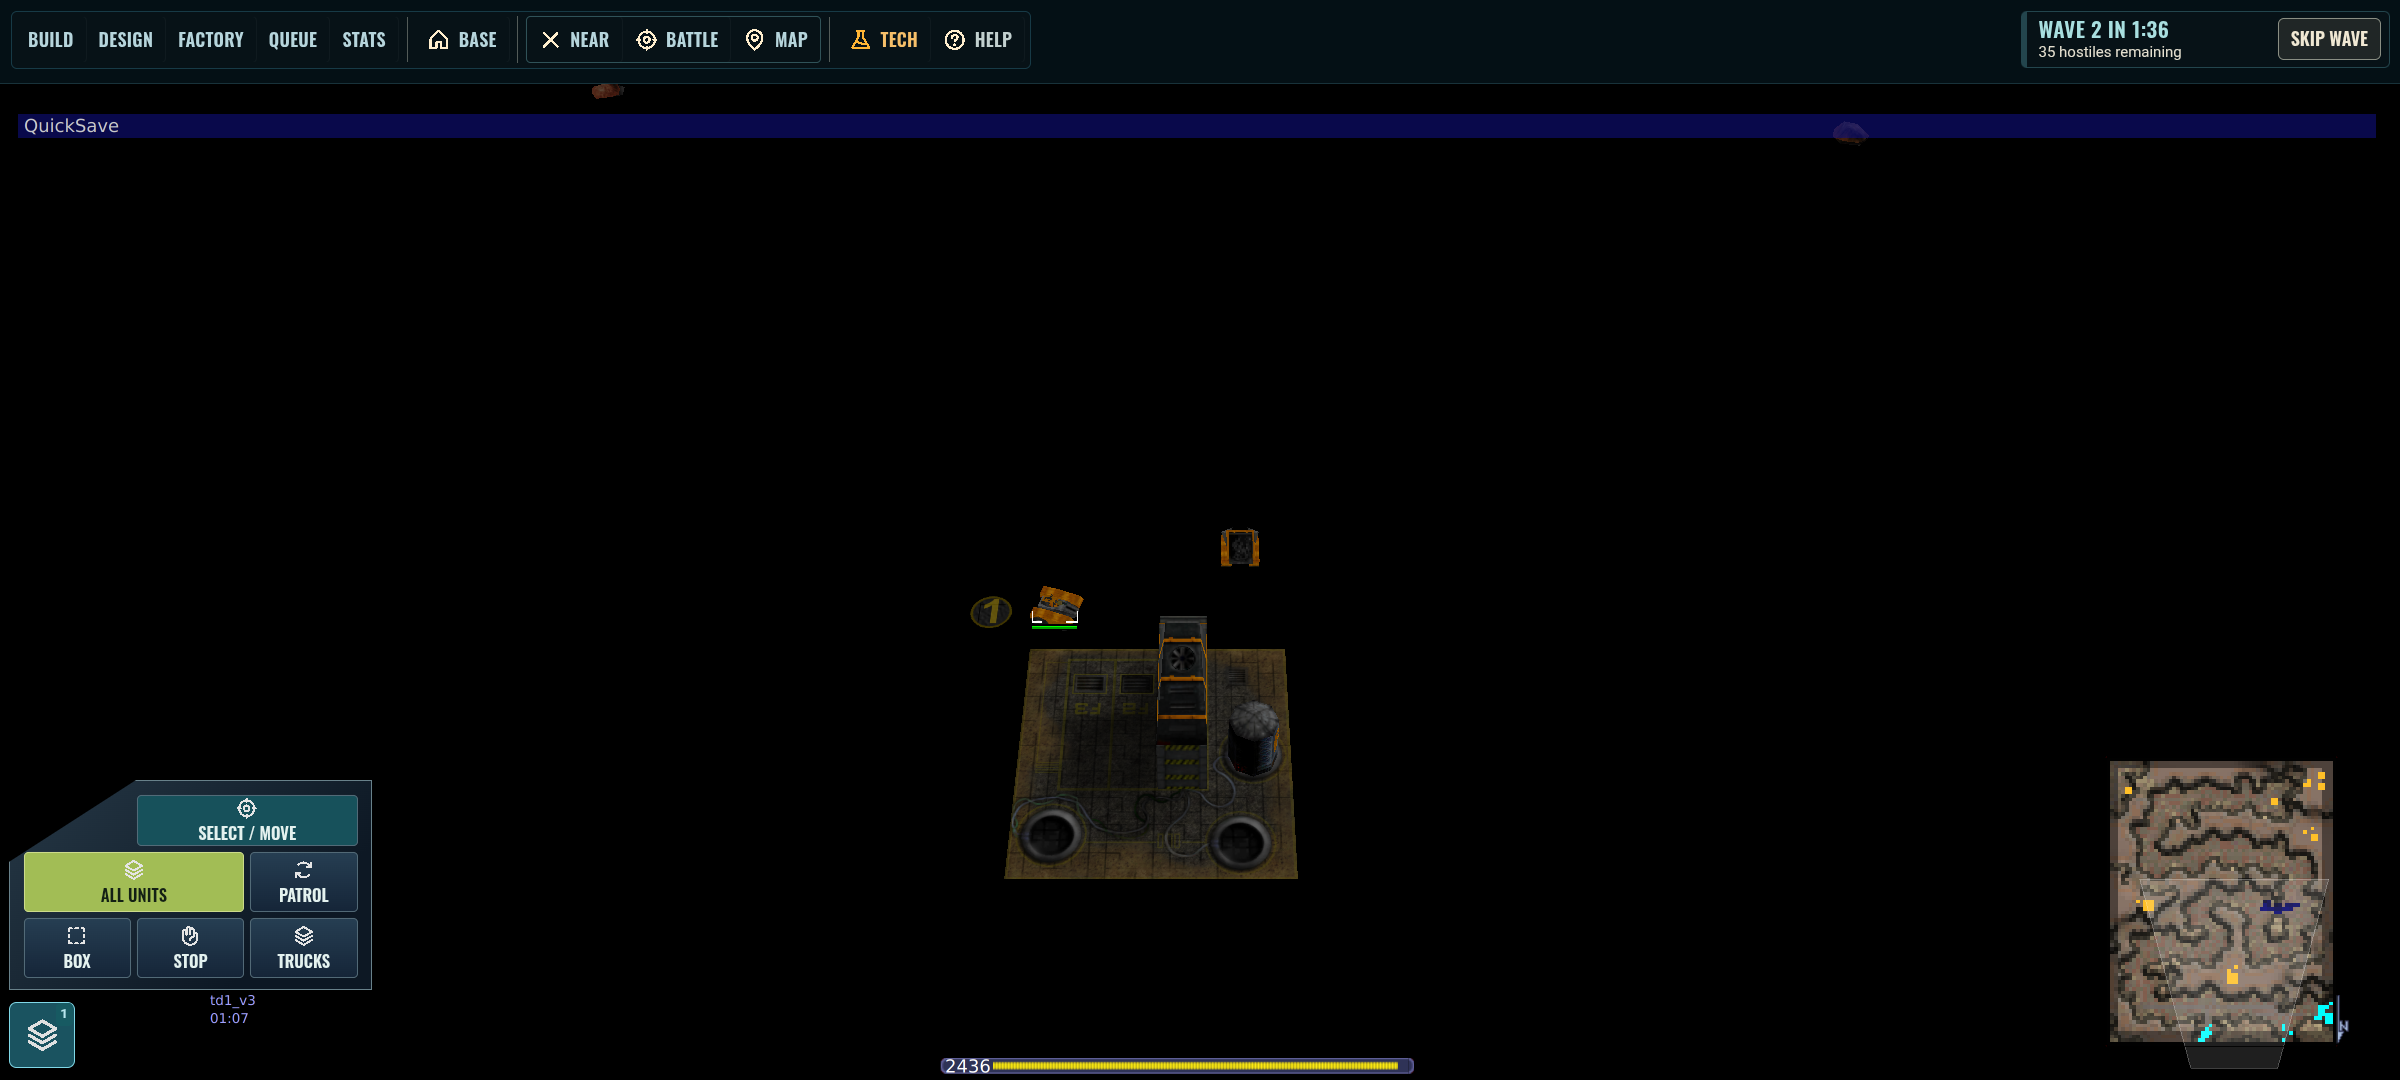 BUILD DESIGN FACTORY QUEUE STATS BASE NEAR BATTLE MAP TECH HELP
WAVE 2 IN 1:36
35 hostiles remaining
SKIP WAVE
QuickSave
1
SELECT / MOVE
ALL UNITS PATROL
BOX STOP TRUCKS
1
td1_v3
01:07
2436
N